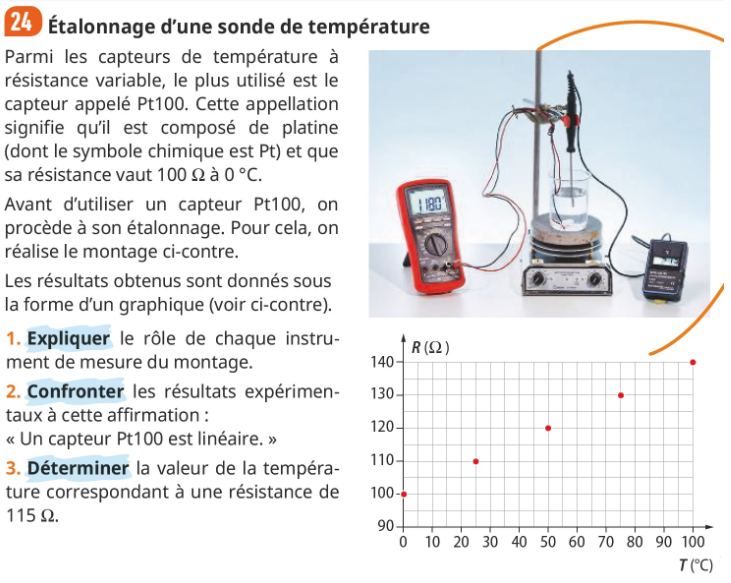 24 Étalonnage d’une sonde de température
Parmi les capteurs de température à
résistance variable, le plus utilisé est le
capteur appelé Pt100. Cette appellation
signifie qu’il est composé de platine
(dont le symbole chimique est Pt) et que
sa résistance vaut 100 Ω à 0 °C.
Avant d’utiliser un capteur Pt100, on
procède à son étalonnage. Pour cela, on
réalise le montage ci-contre.
Les résultats obtenus sont donnés sous
la forme d’un graphique (voir ci-contre).
1. Expliquer le rôle de chaque instru-
ment de mesure du montage.
2. Confronter les résultats expérimen-
taux à cette affirmation :
« Un capteur Pt100 est linéaire. »
3. Déterminer la valeur de la tempéra-
ture correspondant à une résistance de
115 Ω.
R (Ω)
140
130
120
110
100
90
0 10 20 30 40 50 60 70 80 90 100
T (°C)